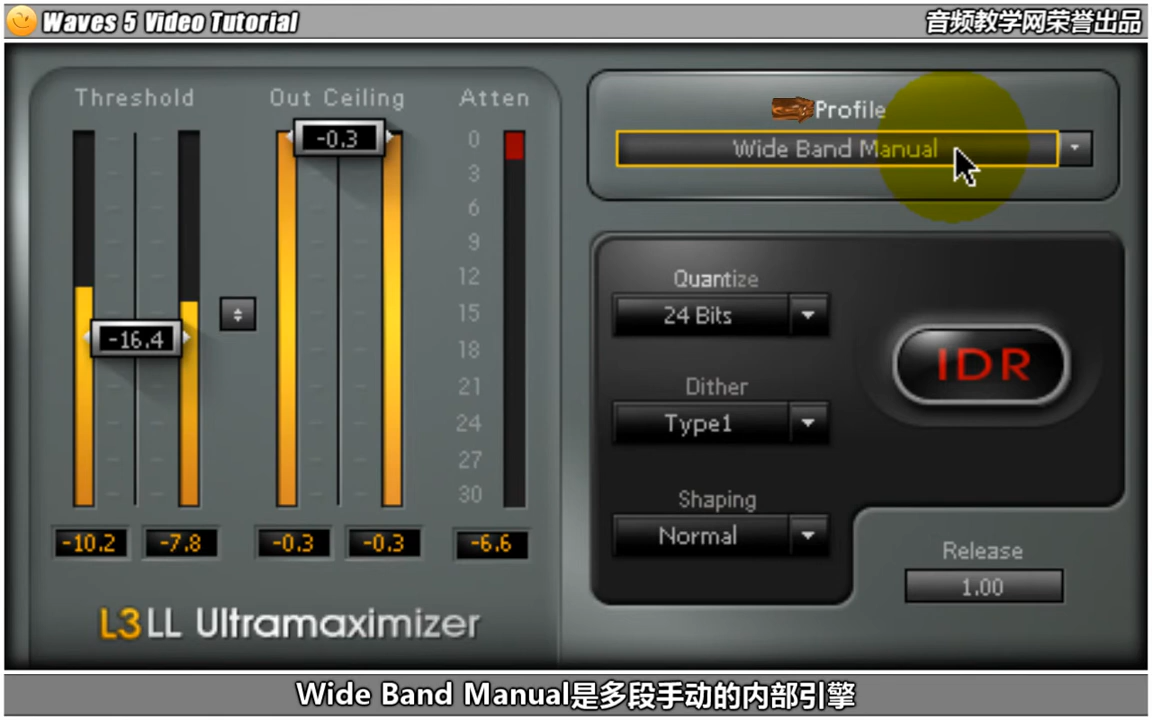 Waves 5 Video Tutorial
音频教学网荣誉出品
Threshold
Out Ceiling
Atten
-0.3
0
3
6
9
12
15
18
21
24
27
30
-16.4
-10.2
-7.8
-0.3
-0.3
-6.6
L3 LL Ultramaximizer
Profile
Wide Band Manual
Quantize
24 Bits
IDR
Dither
Type1
Shaping
Normal
Release
1.00
Wide Band Manual是多段手动的内部引擎